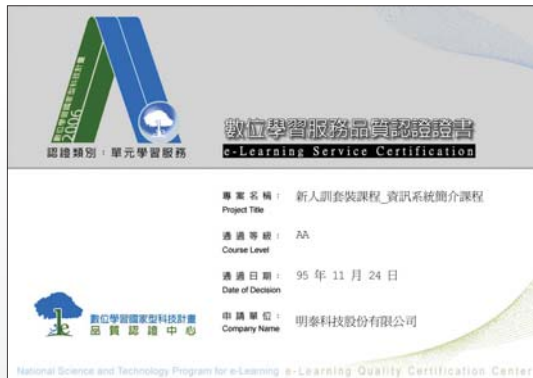 數位學習國家型科技計畫
2006
認證類別：單元學習服務
數位學習服務品質認證證書
e-Learning Service Certification
專案名稱： 新人訓套裝課程_資訊系統簡介課程
Project Title
通過等級： AA
Course Level
通過日期： 95 年 11 月 24 日
Date of Decision
申請單位： 明泰科技股份有限公司
Company Name
數位學習國家型科技計畫
品質認證中心
National Science and Technology Program for e-Learning e-Learning Quality Certification Center